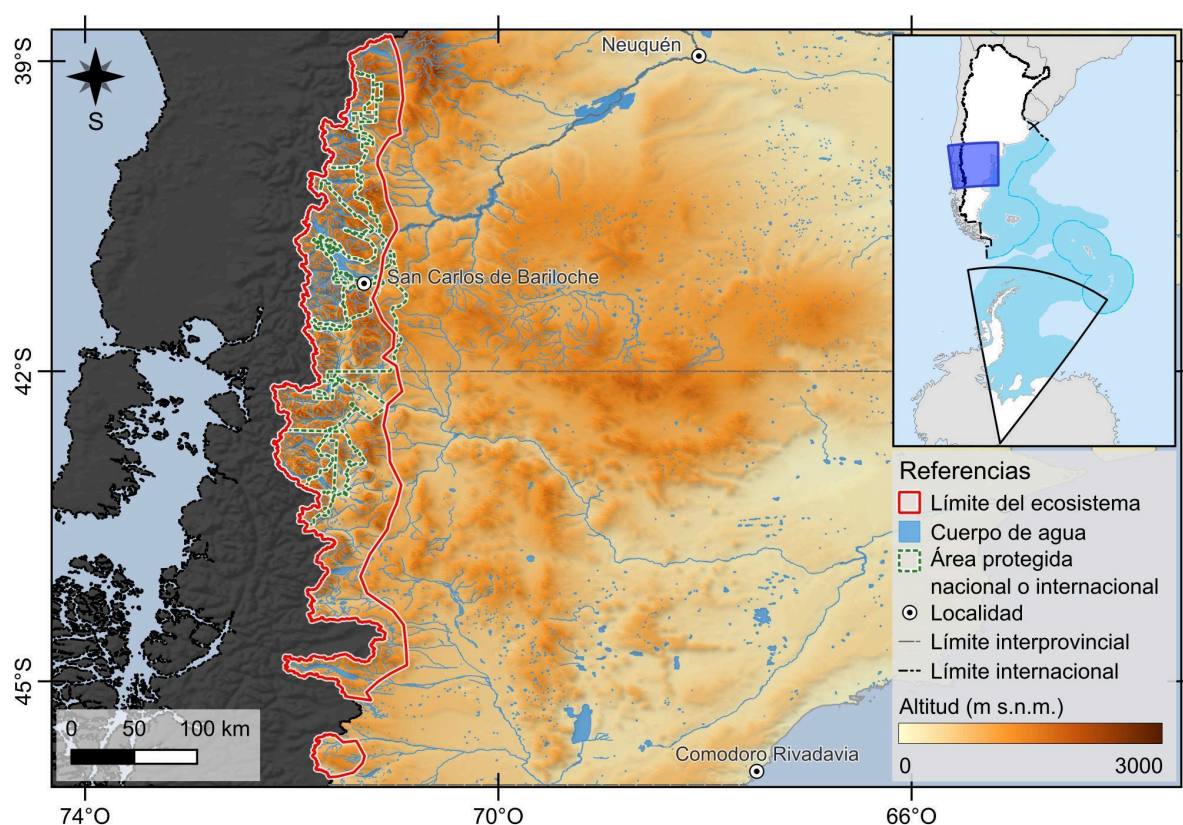 39°S
42°S
45°S
S
Neuquén
San Carlos de Bariloche
Comodoro Rivadavia
0 50 100 km
74°O 70°O 66°O
Referencias
Límite del ecosistema
Cuerpo de agua
Área protegida
nacional o internacional
Localidad
Límite interprovincial
Límite internacional
Altitud (m s.n.m.)
0 3000